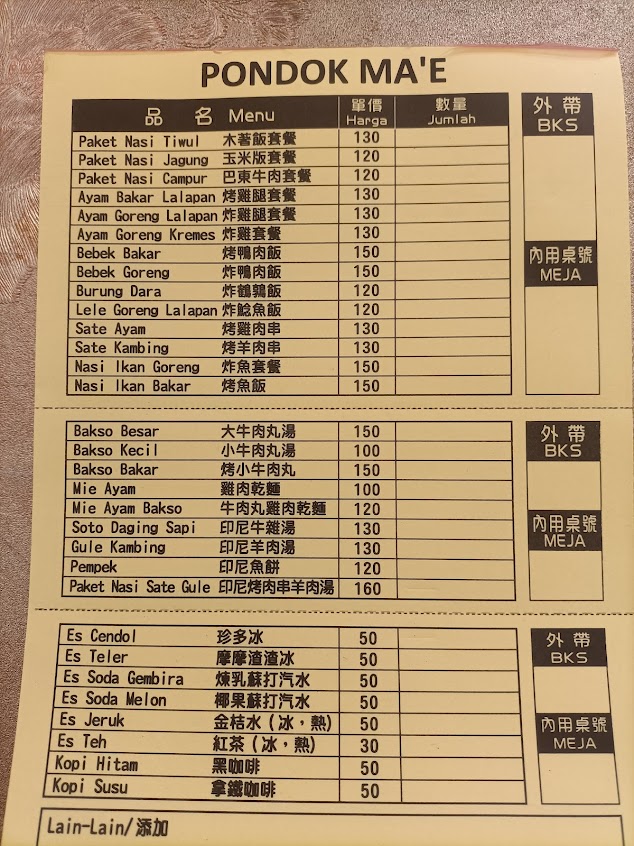 PONDOK MA'E
品 名 Menu 單價 Harga 數量 Jumlah 外帶 BKS
Paket Nasi Tiwul 木薯飯套餐 130
Paket Nasi Jagung 玉米版套餐 120
Paket Nasi Campur 巴東牛肉套餐 120
Ayam Bakar Lalapan 烤雞腿套餐 130
Ayam Goreng Lalapan 炸雞腿套餐 130
Ayam Goreng Kremes 炸雞套餐 130
Bebek Bakar 烤鴨肉飯 150
內用桌號 MEJA
Bebek Goreng 炸鴨肉飯 150
Burung Dara 炸鵪鶉飯 120
Lele Goreng Lalapan 炸鯰魚飯 120
Sate Ayam 烤雞肉串 130
Sate Kambing 烤羊肉串 130
Nasi Ikan Goreng 炸魚套餐 150
Nasi Ikan Bakar 烤魚飯 150
Bakso Besar 大牛肉丸湯 150 外帶 BKS
Bakso Kecil 小牛肉丸湯 100
Bakso Bakar 烤小牛肉丸 150
Mie Ayam 雞肉乾麵 100
Mie Ayam Bakso 牛肉丸雞肉乾麵 120
內用桌號 MEJA
Soto Daging Sapi 印尼牛雜湯 130
Gule Kambing 印尼羊肉湯 130
Pempek 印尼魚餅 120
Paket Nasi Sate Gule 印尼烤肉串羊肉湯 160
Es Cendol 珍多冰 50 外帶 BKS
Es Teler 摩摩渣渣冰 50
Es Soda Gembira 煉乳蘇打汽水 50
Es Soda Melon 椰果蘇打汽水 50
Es Jeruk 金桔水(冰,熱) 50
內用桌號 MEJA
Es Teh 紅茶(冰,熱) 30
Kopi Hitam 黑咖啡 50
Kopi Susu 拿鐵咖啡 50
Lain-Lain/添加